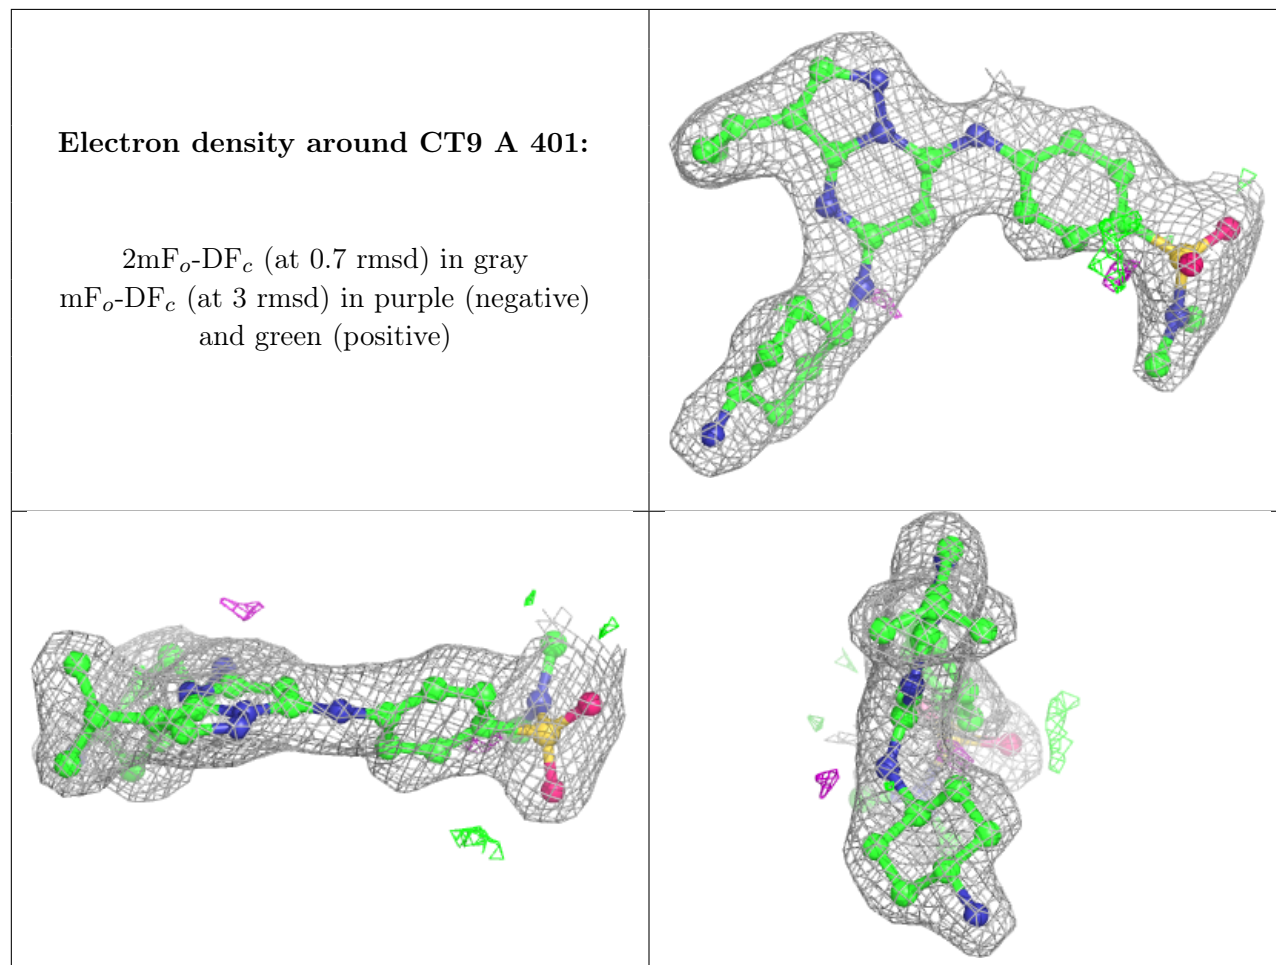 Electron density around CT9 A 401:
2mFo-DFc (at 0.7 rmsd) in gray
mFo-DFc (at 3 rmsd) in purple (negative)
and green (positive)